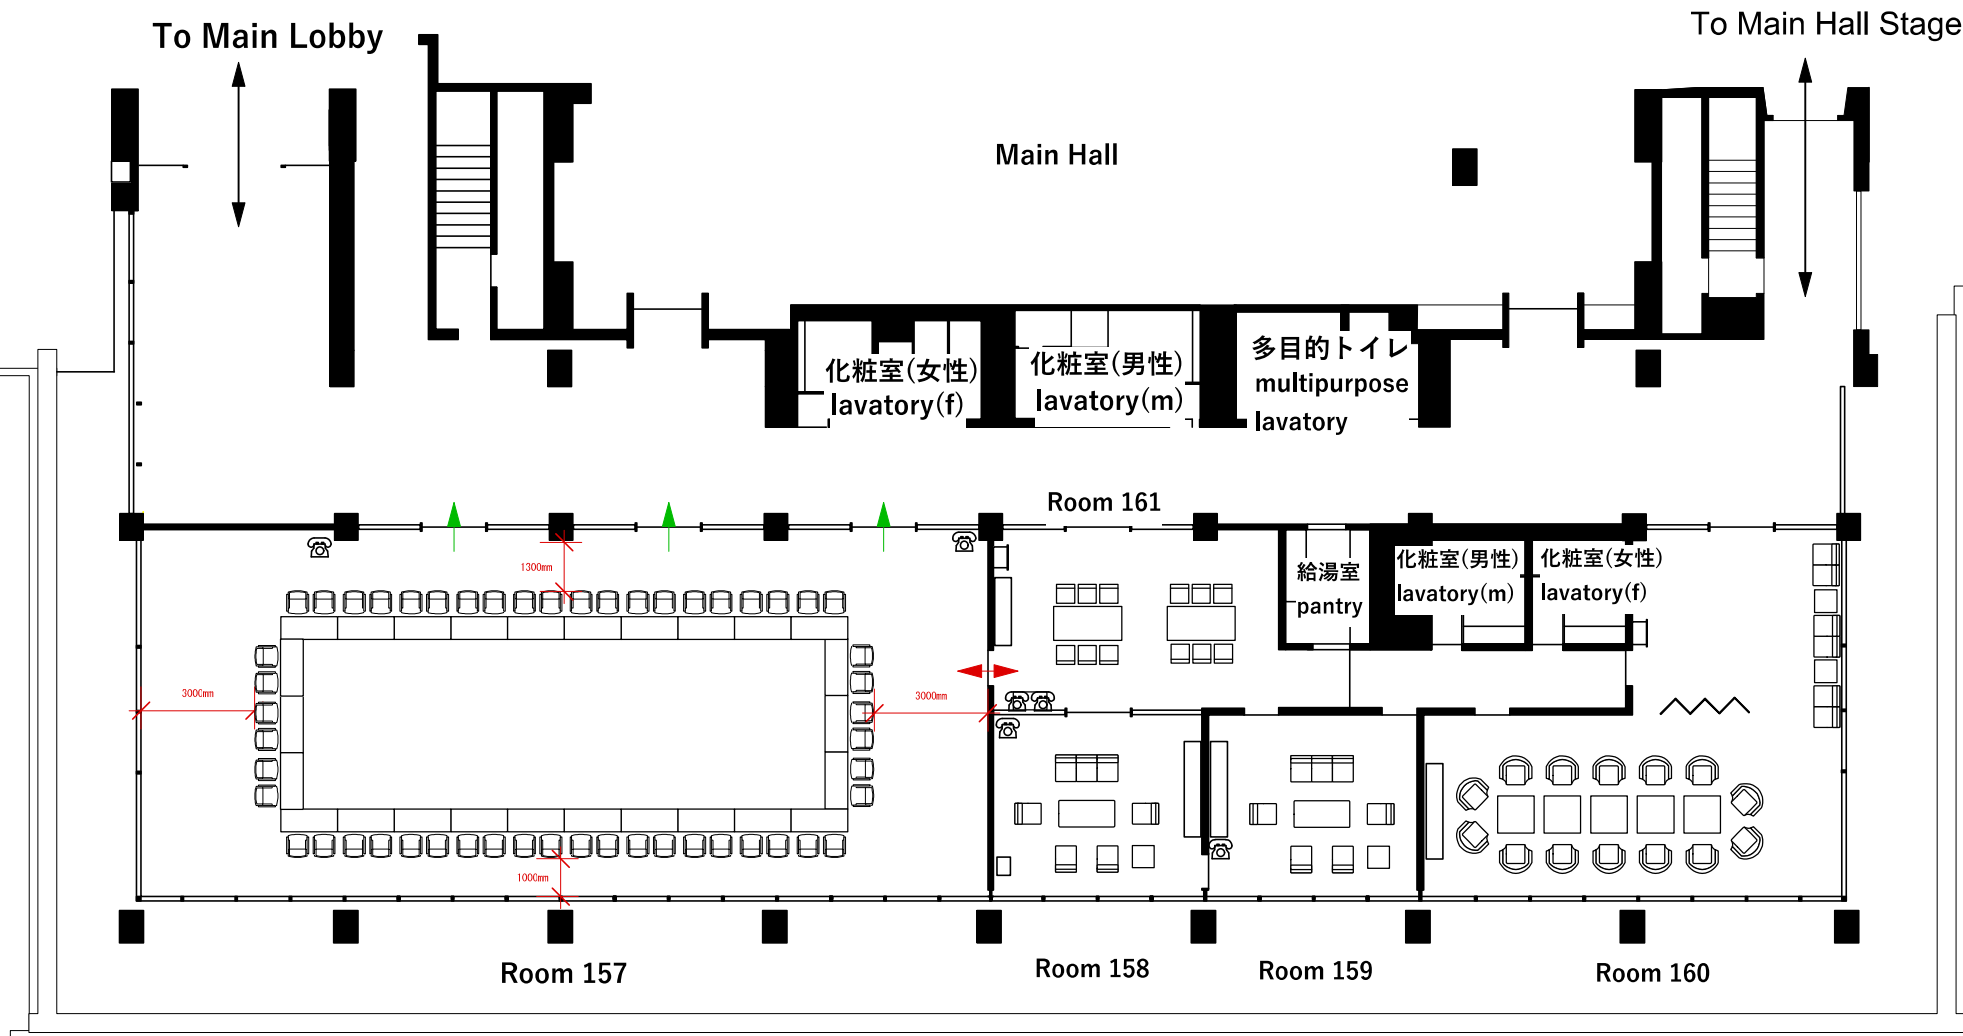 To Main Lobby
To Main Hall Stage
Main Hall
化粧室(女性)
lavatory(f)
化粧室(男性)
lavatory(m)
多目的トイレ
multipurpose
lavatory
Room 161
1300mm
給湯室
pantry
化粧室(男性)
lavatory(m)
化粧室(女性)
lavatory(f)
3000mm
3000mm
1000mm
Room 157
Room 158
Room 159
Room 160